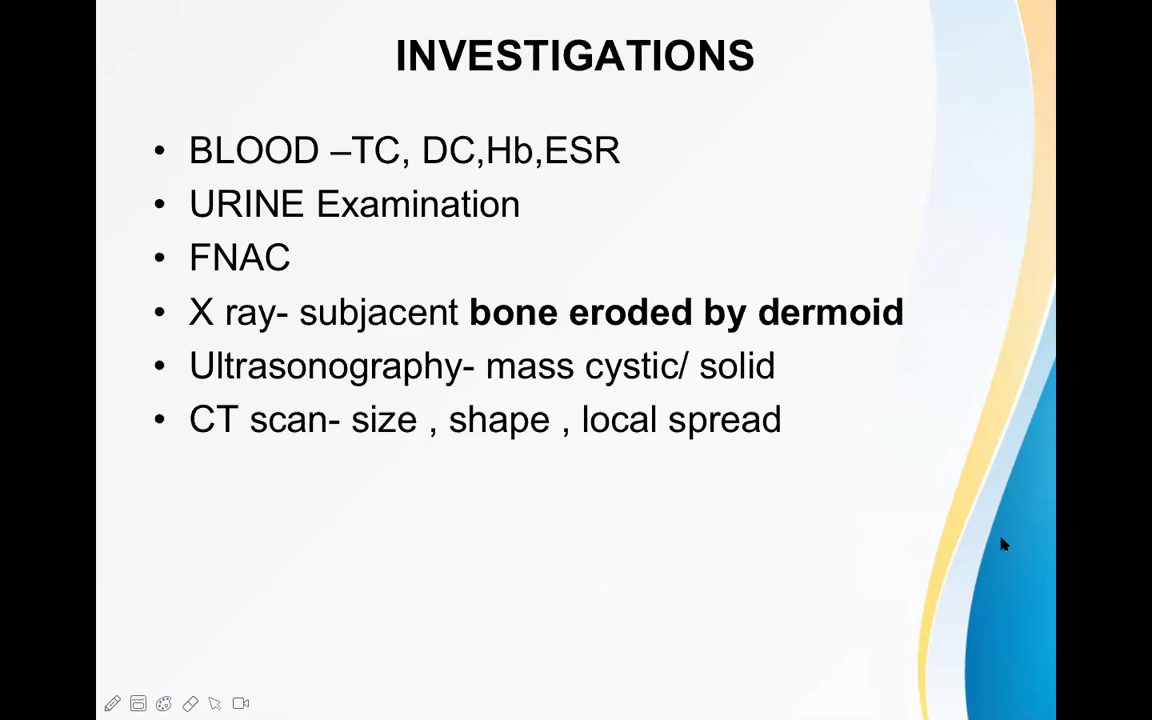 INVESTIGATIONS
• BLOOD –TC, DC,Hb,ESR
• URINE Examination
• FNAC
• X ray- subjacent bone eroded by dermoid
• Ultrasonography- mass cystic/ solid
• CT scan- size , shape , local spread